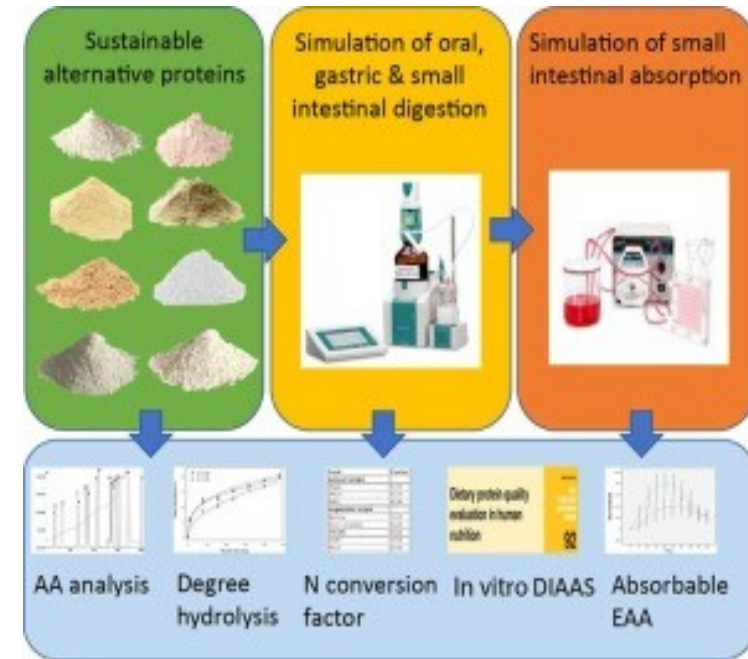 Sustainable
alternative proteins
Simulation of oral,
gastric & small
intestinal digestion
Simulation of small
intestinal absorption
Dietary protein quality
evaluation in human
nutrition
92
AA analysis
Degree
hydrolysis
N conversion
factor
In vitro DIAAS
Absorbable
EAA